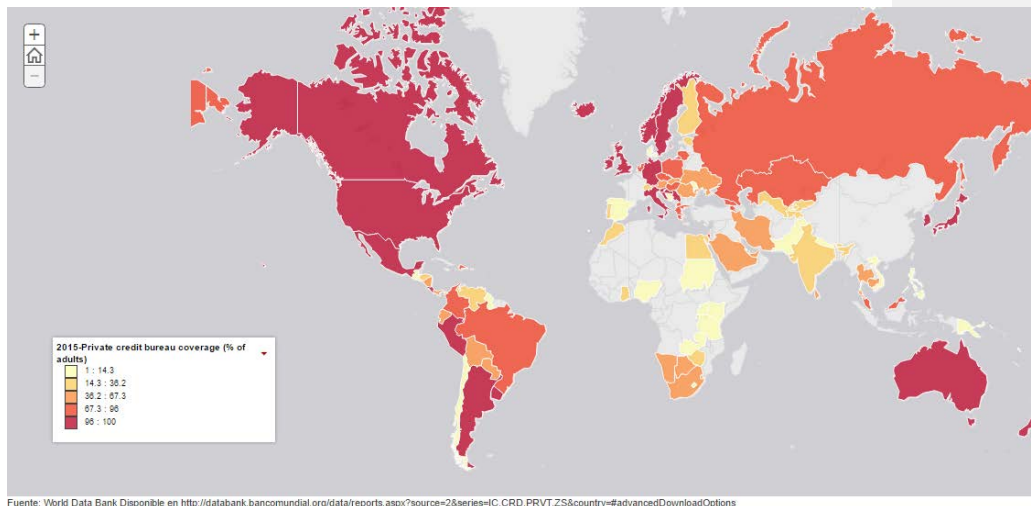 +
−
2015-Private credit bureau coverage (% of
adults)
1 : 14.3
14.3 : 36.2
36.2 : 67.3
67.3 : 96
96 : 100
Fuente: World Data Bank Disponible en http://databank.bancomundial.org/data/reports.aspx?source=2&series=IC.CRD.PRVT.ZS&country=#advancedDownloadOptions